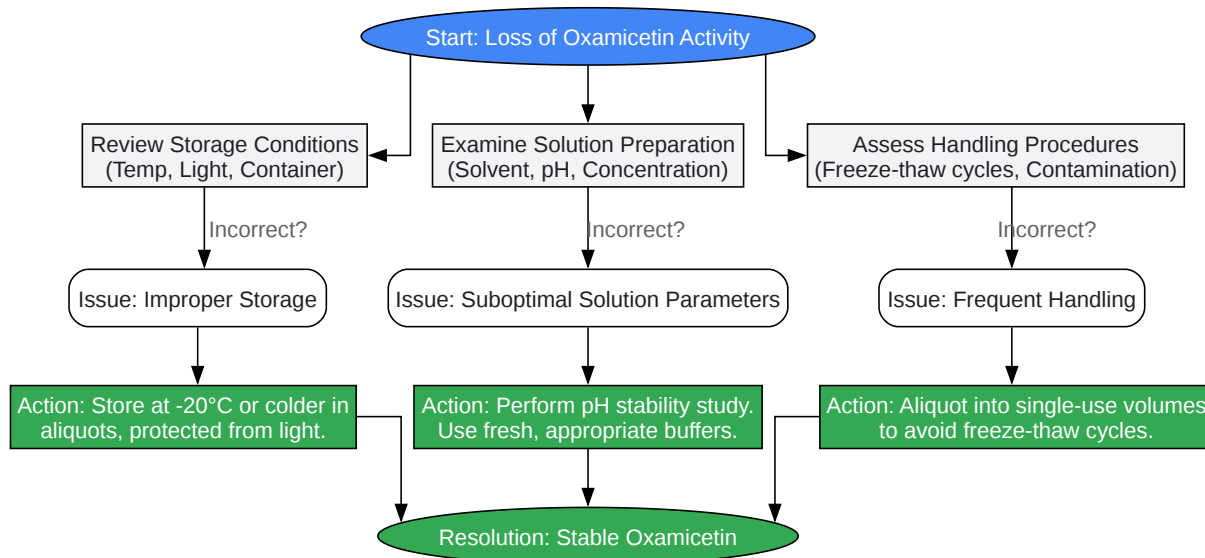 Start: Loss of Oxamicetin Activity
Review Storage Conditions
(Temp, Light, Container)
Examine Solution Preparation
(Solvent, pH, Concentration)
Assess Handling Procedures
(Freeze-thaw cycles, Contamination)
Incorrect?
Incorrect?
Incorrect?
Issue: Improper Storage
Issue: Suboptimal Solution Parameters
Issue: Frequent Handling
Action: Store at -20°C or colder in
aliquots, protected from light.
Action: Perform pH stability study.
Use fresh, appropriate buffers.
Action: Aliquot into single-use volumes
to avoid freeze-thaw cycles.
Resolution: Stable Oxamicetin